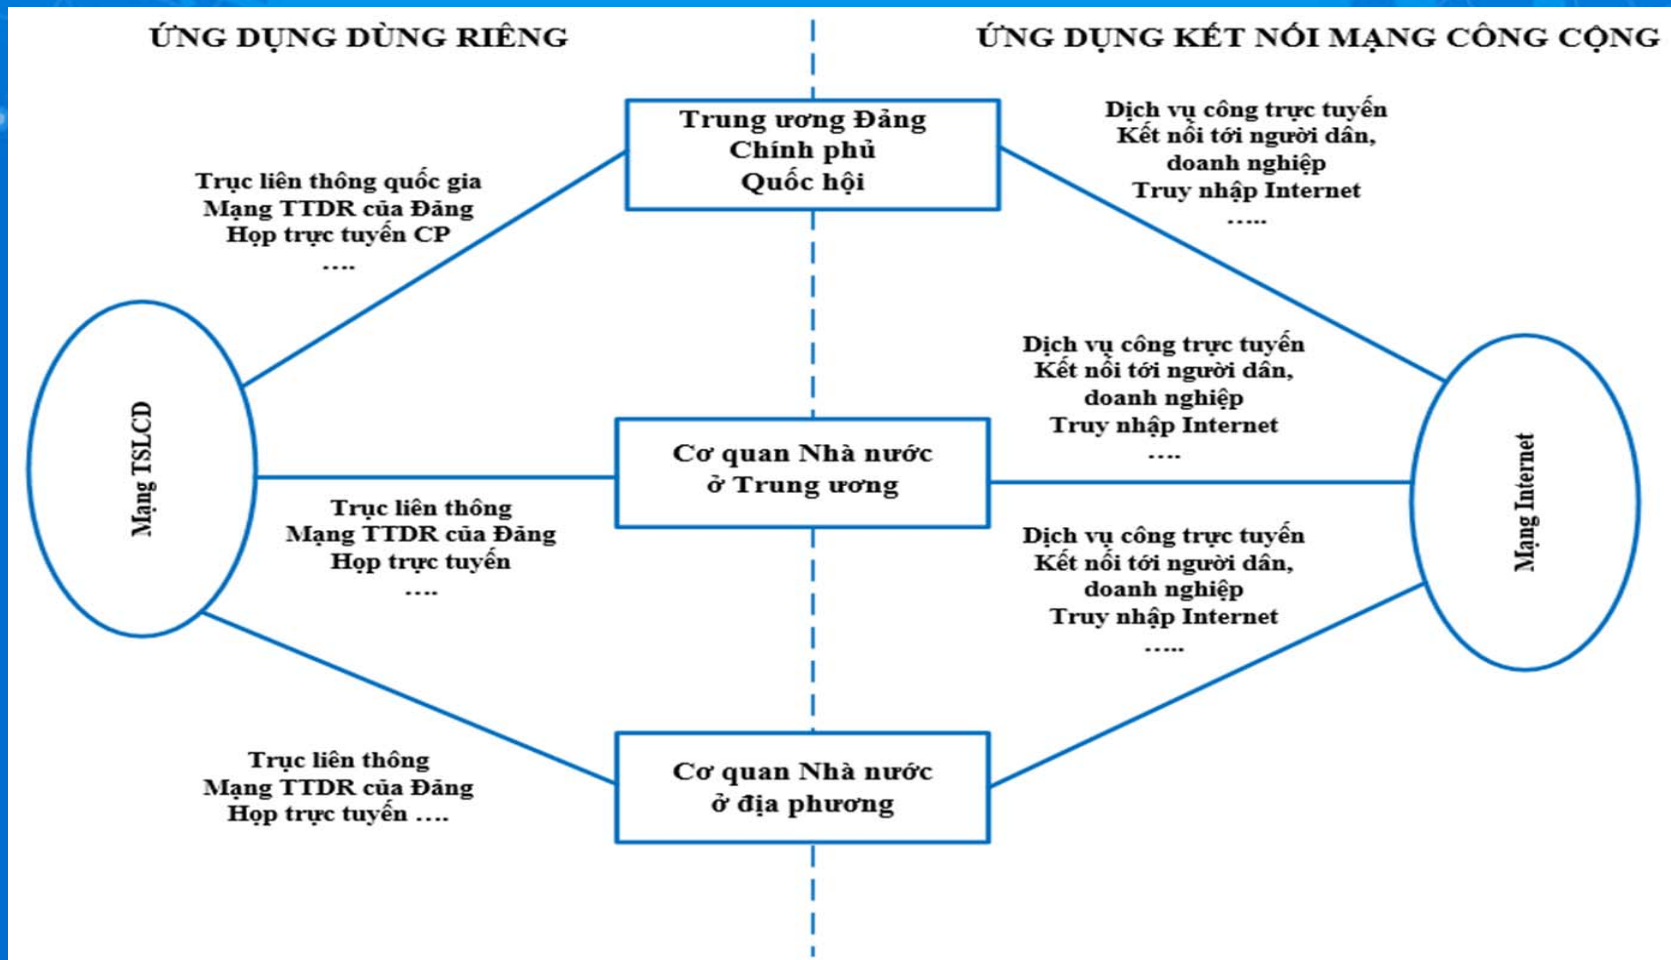 ỨNG DỤNG DÙNG RIÊNG
ỨNG DỤNG KẾT NỐI MẠNG CÔNG CỘNG
Trung ương Đảng
Chính phủ
Quốc hội
Trục liên thông quốc gia
Mạng TTDR của Đảng
Họp trực tuyến CP
....
Dịch vụ công trực tuyến
Kết nối tới người dân,
doanh nghiệp
Truy nhập Internet
.....
Mạng TSLCD
Cơ quan Nhà nước
ở Trung ương
Trục liên thông
Mạng TTDR của Đảng
Họp trực tuyến
....
Dịch vụ công trực tuyến
Kết nối tới người dân,
doanh nghiệp
Truy nhập Internet
....
Mạng Internet
Dịch vụ công trực tuyến
Kết nối tới người dân,
doanh nghiệp
Truy nhập Internet
.....
Trục liên thông
Mạng TTDR của Đảng
Họp trực tuyến ....
Cơ quan Nhà nước
ở địa phương